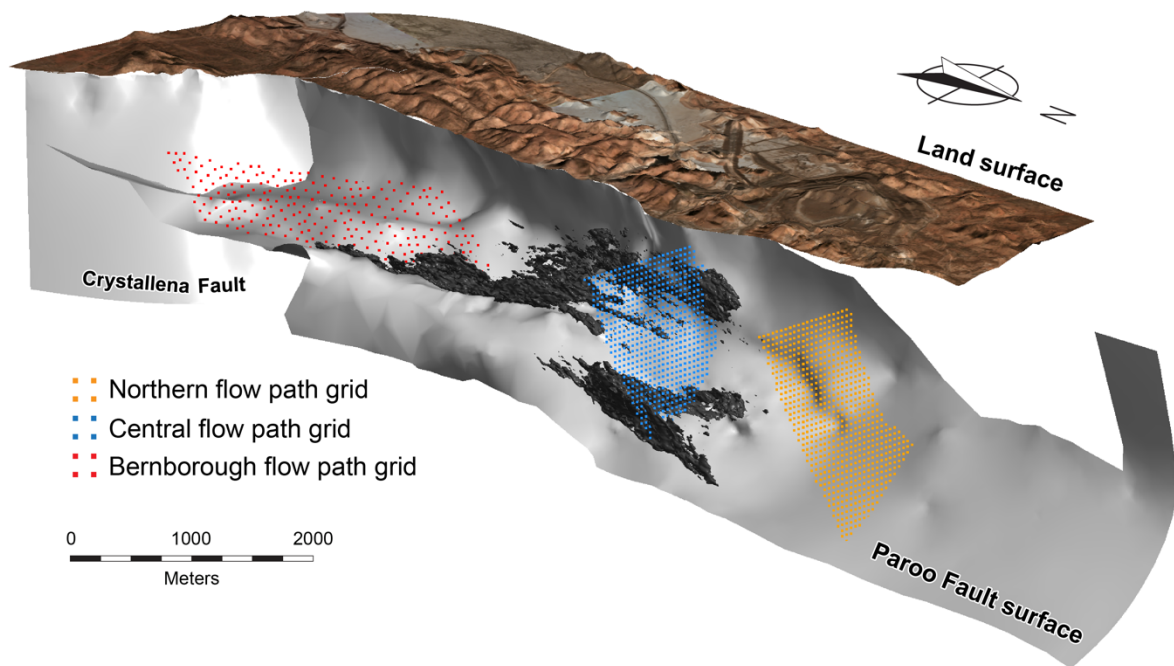 N
Land surface
Crystallena Fault
Northern flow path grid
Central flow path grid
Bernborough flow path grid
0 1000 2000
Meters
Paroo Fault surface